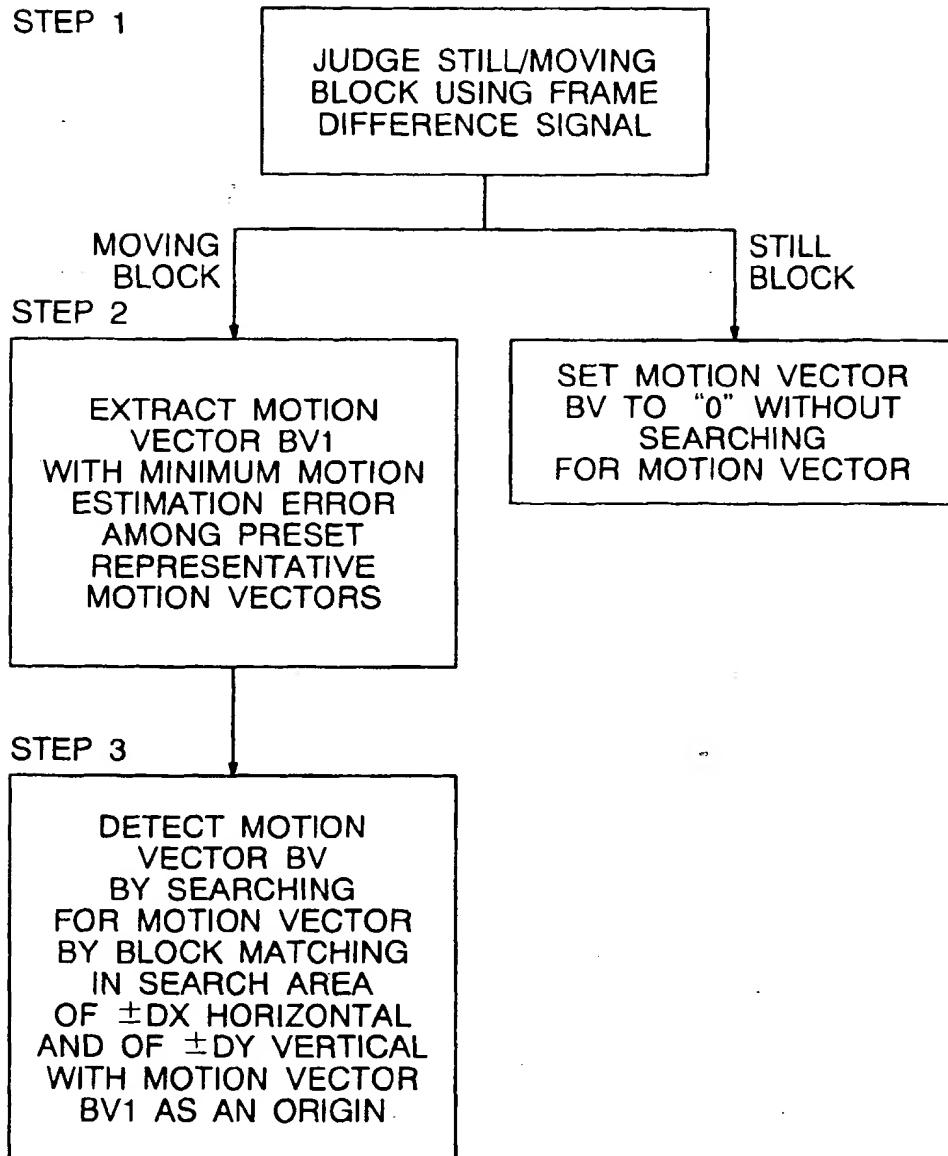 STEP 1
JUDGE STILL/MOVING
BLOCK USING FRAME
DIFFERENCE SIGNAL
MOVING
BLOCK
STILL
BLOCK
STEP 2
EXTRACT MOTION
VECTOR BV1
WITH MINIMUM MOTION
ESTIMATION ERROR
AMONG PRESET
REPRESENTATIVE
MOTION VECTORS
SET MOTION VECTOR
BV TO "0" WITHOUT
SEARCHING
FOR MOTION VECTOR
STEP 3
DETECT MOTION
VECTOR BV
BY SEARCHING
FOR MOTION VECTOR
BY BLOCK MATCHING
IN SEARCH AREA
OF ±DX HORIZONTAL
AND OF ±DY VERTICAL
WITH MOTION VECTOR
BV1 AS AN ORIGIN